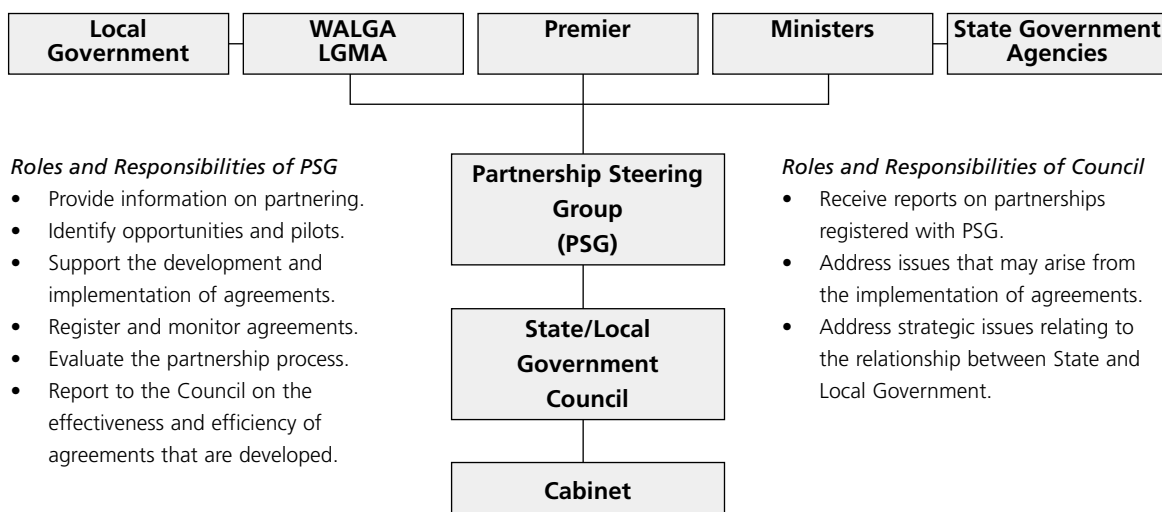 Local
Government
WALGA
LGMA
Premier
Ministers
State Government
Agencies
Roles and Responsibilities of PSG
• Provide information on partnering.
• Identify opportunities and pilots.
• Support the development and
implementation of agreements.
• Register and monitor agreements.
• Evaluate the partnership process.
• Report to the Council on the
effectiveness and efficiency of
agreements that are developed.
Partnership Steering
Group
(PSG)
State/Local
Government
Council
Cabinet
Roles and Responsibilities of Council
• Receive reports on partnerships
registered with PSG.
• Address issues that may arise from
the implementation of agreements.
• Address strategic issues relating to
the relationship between State and
Local Government.